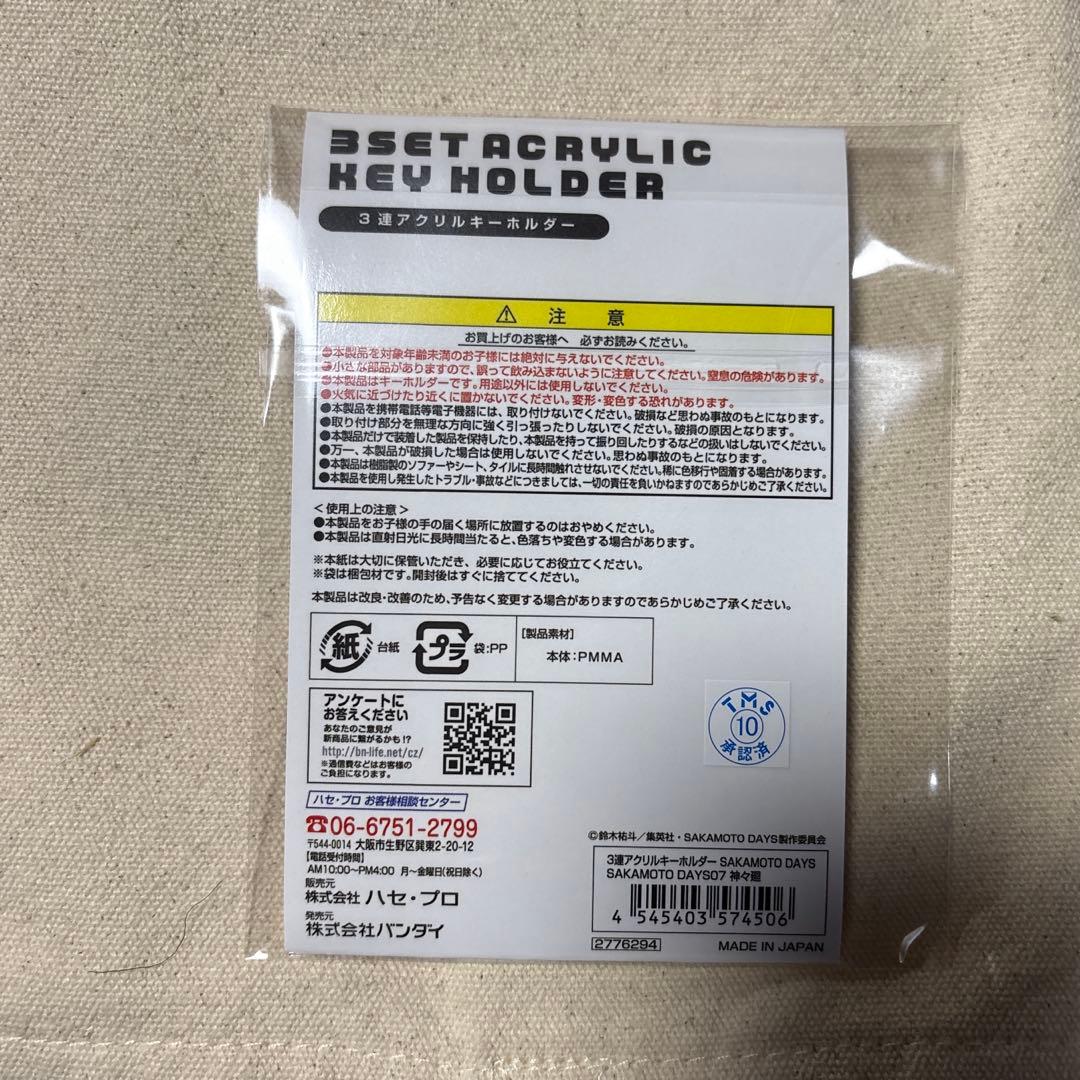 3SET ACRYLIC
KEY HOLDER
3連アクリルキーホルダー
注 意
お買上げのお客様へ 必ずお読みください。
●本製品を対象年齢未満のお子様には絶対に与えないでください。
●小さな部品がありますので、誤って飲み込まないように注意してください。窒息の危険があります。
●本製品はキーホルダーです。用途以外には使用しないでください。
●火気に近づけたり近くに置かないでください。変形・変色する恐れがあります。
●本製品を携帯電話等電子機器には、取り付けないでください。破損など思わぬ事故のもとになります。
●取り付け部分を無理な方向に強く引っ張ったりしないでください。破損の原因となります。
●本製品だけで装着した製品を保持したり、本製品を持って振り回したりするなどの扱いはしないでください。
●万一、本製品が破損した場合は使用しないでください。思わぬ事故のもとになります。
●本製品は樹脂製のソファーやシート、タイルに長時間触れさせないでください。稀に色移行や固着する場合があります。
●本製品を使用し発生したトラブル・事故などにつきましては、一切の責任を負いかねますのであらかじめご了承ください。
＜使用上の注意＞
●本製品をお子様の手の届く場所に放置するのはおやめください。
●本製品は直射日光に長時間当たると、色落ちや変色する場合があります。
※本紙は大切に保管いただき、必要に応じてお役立てください。
※袋は梱包材です。開封後はすぐに捨ててください。
本製品は改良・改善のため、予告なく変更する場合がありますのであらかじめご了承ください。
紙 台紙 プラ 袋:PP
[製品素材]
本体:PMMA
アンケートに
お答えください
あなたのご意見が
新商品に繋がるかも!?
http://bn-life.net/cz/
※通信費などはお客様の
ご負担になります。
TMS
10
承認済
ハセ・プロ お客様相談センター
☎06-6751-2799
〒544-0014 大阪市生野区巽東2-20-12
【電話受付時間】
AM10:00〜PM4:00 月〜金曜日(祝日除く)
販売元
株式会社 ハセ・プロ
発売元
株式会社バンダイ
©鈴木祐斗／集英社・SAKAMOTO DAYS製作委員会
3連アクリルキーホルダー SAKAMOTO DAYS
SAKAMOTO DAYS07 神々廻
4 545403 574506
2776294
MADE IN JAPAN